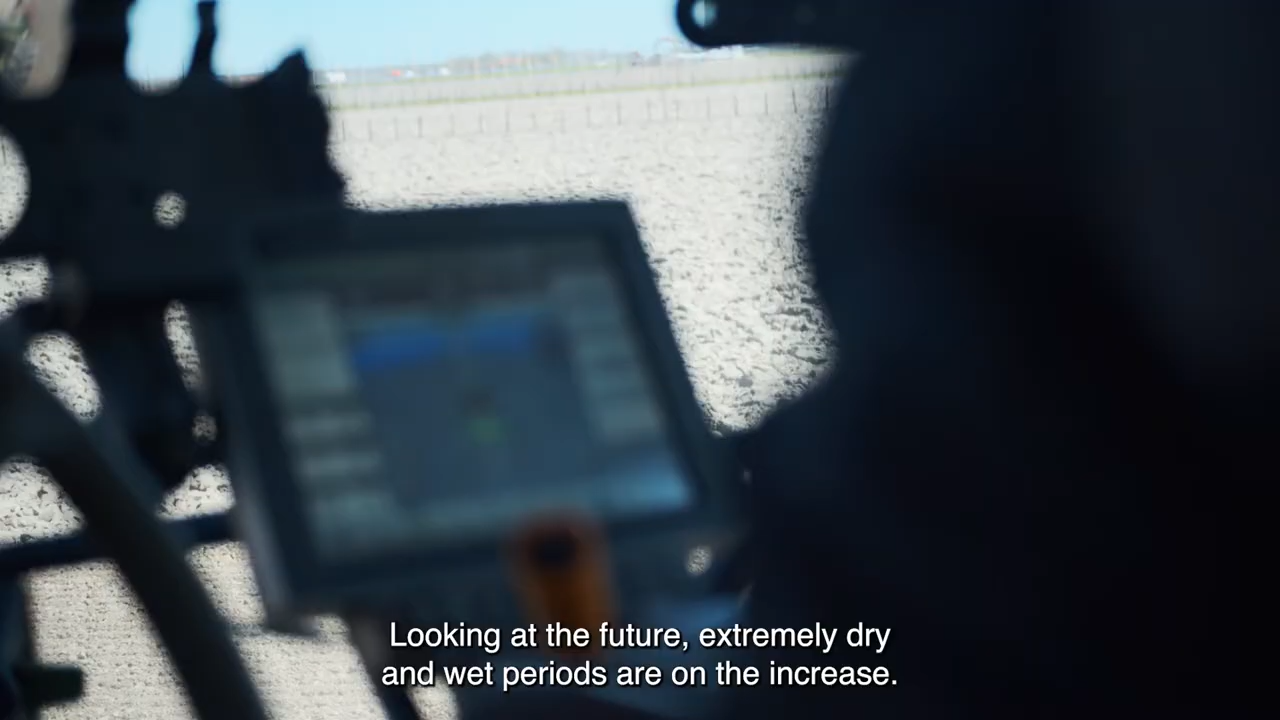 Looking at the future, extremely dry
and wet periods are on the increase.